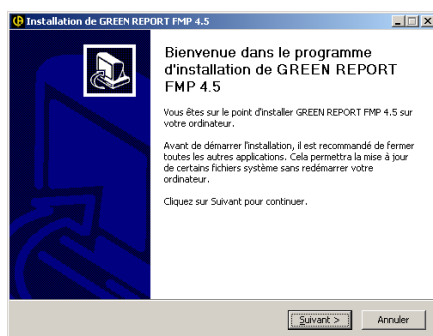 Installation de GREEN REPORT FMP 4.5
Bienvenue dans le programme
d'installation de GREEN REPORT
FMP 4.5
Vous êtes sur le point d'installer GREEN REPORT FMP 4.5 sur
votre ordinateur.
Avant de démarrer l'installation, il est recommandé de fermer
toutes les autres applications. Cela permettra la mise à jour
de certains fichiers système sans redémarrer votre
ordinateur.
Cliquez sur Suivant pour continuer.
Suivant > Annuler